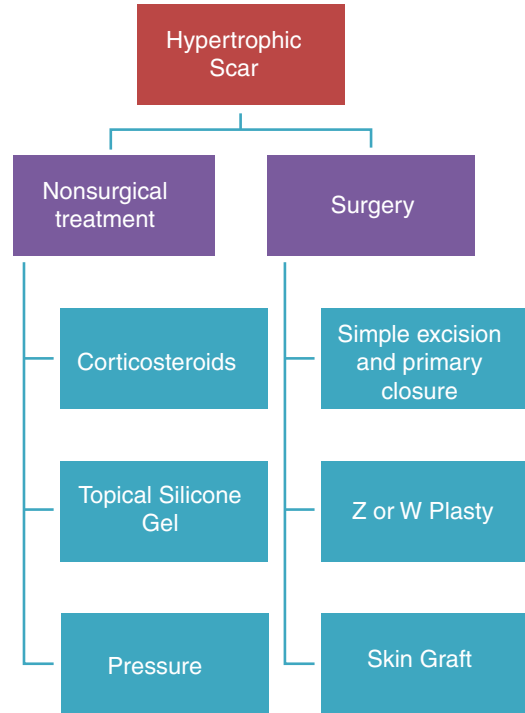 Hypertrophic
Scar
Nonsurgical
treatment
Surgery
Corticosteroids
Simple excision
and primary
closure
Topical Silicone
Gel
Z or W Plasty
Pressure
Skin Graft